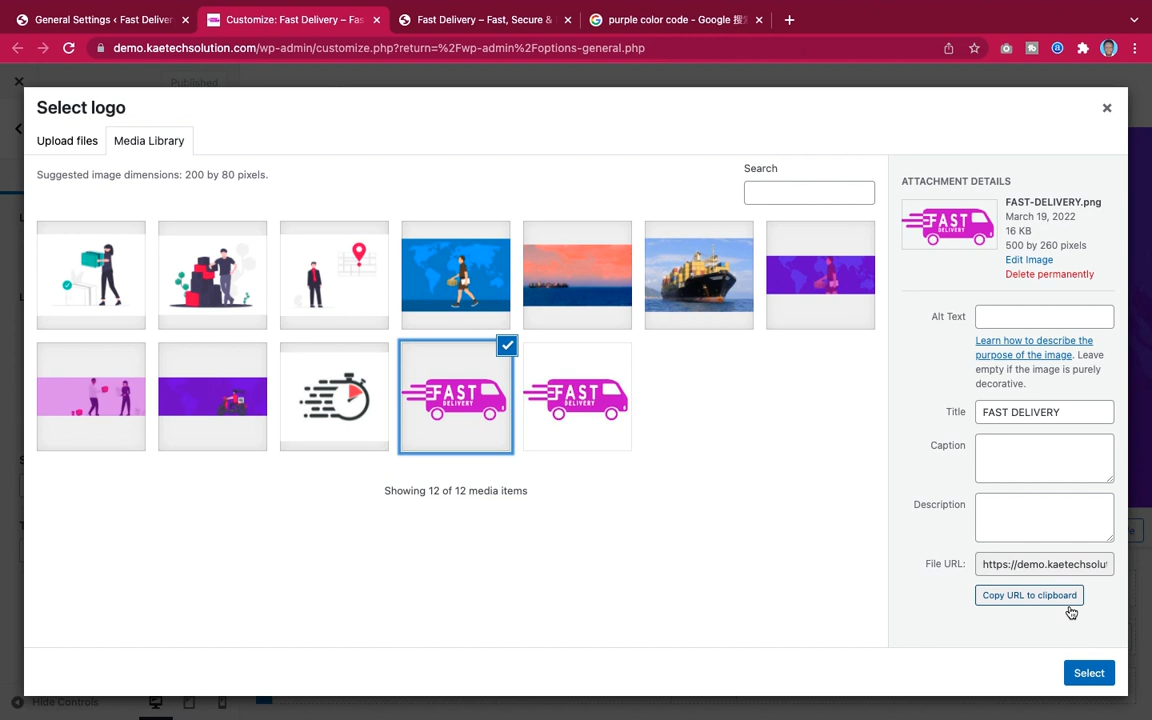 General Settings ‹ Fast Deliver
Customize: Fast Delivery – Fas
Fast Delivery – Fast, Secure &
purple color code - Google 搜
demo.kaetechsolution.com/wp-admin/customize.php?return=%2Fwp-admin%2Foptions-general.php
Published
Select logo
Upload files
Media Library
Suggested image dimensions: 200 by 80 pixels.
Search
ATTACHMENT DETAILS
FAST-DELIVERY.png
March 19, 2022
16 KB
500 by 260 pixels
Edit Image
Delete permanently
FAST
DELIVERY
Alt Text
Learn how to describe the
purpose of the image. Leave
empty if the image is purely
decorative.
FAST
DELIVERY
FAST
DELIVERY
Title
FAST DELIVERY
Caption
Showing 12 of 12 media items
Description
File URL:
https://demo.kaetechsolut
Copy URL to clipboard
Select
Hide Controls